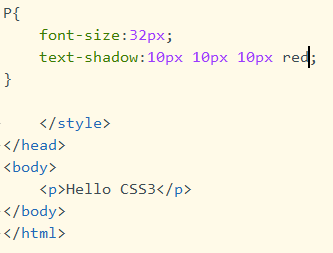 P{
    font-size:32px;
    text-shadow:10px 10px 10px red;
}
    </style>
</head>
<body>
    <p>Hello CSS3</p>
</body>
</html>